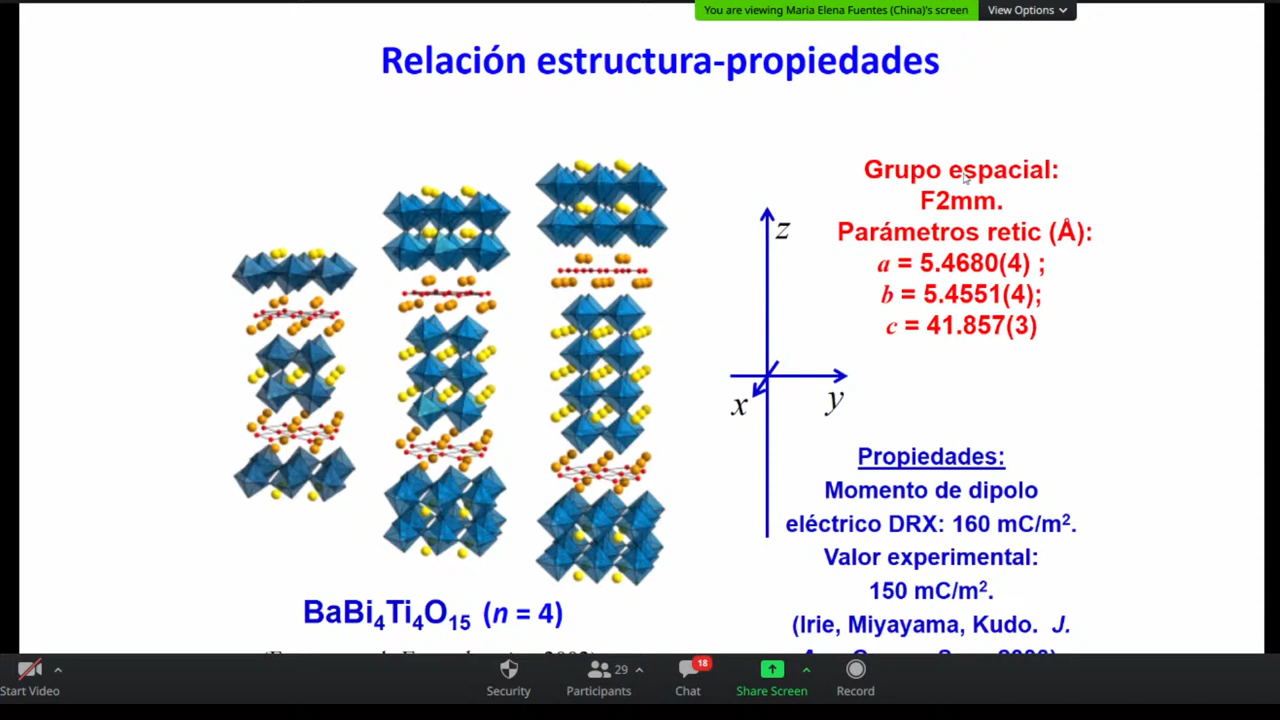 You are viewing Maria Elena Fuentes (China)'s screen
View Options
Relación estructura-propiedades
Grupo espacial:
F2mm.
Parámetros retic (Å):
a = 5.4680(4) ;
b = 5.4551(4);
c = 41.857(3)
z
x
y
Propiedades:
Momento de dipolo
eléctrico DRX: 160 mC/m².
Valor experimental:
150 mC/m².
(Irie, Miyayama, Kudo. J.
BaBi₄Ti₄O₁₅ (n = 4)
Start Video
Security
29
Participants
18
Chat
Share Screen
Record